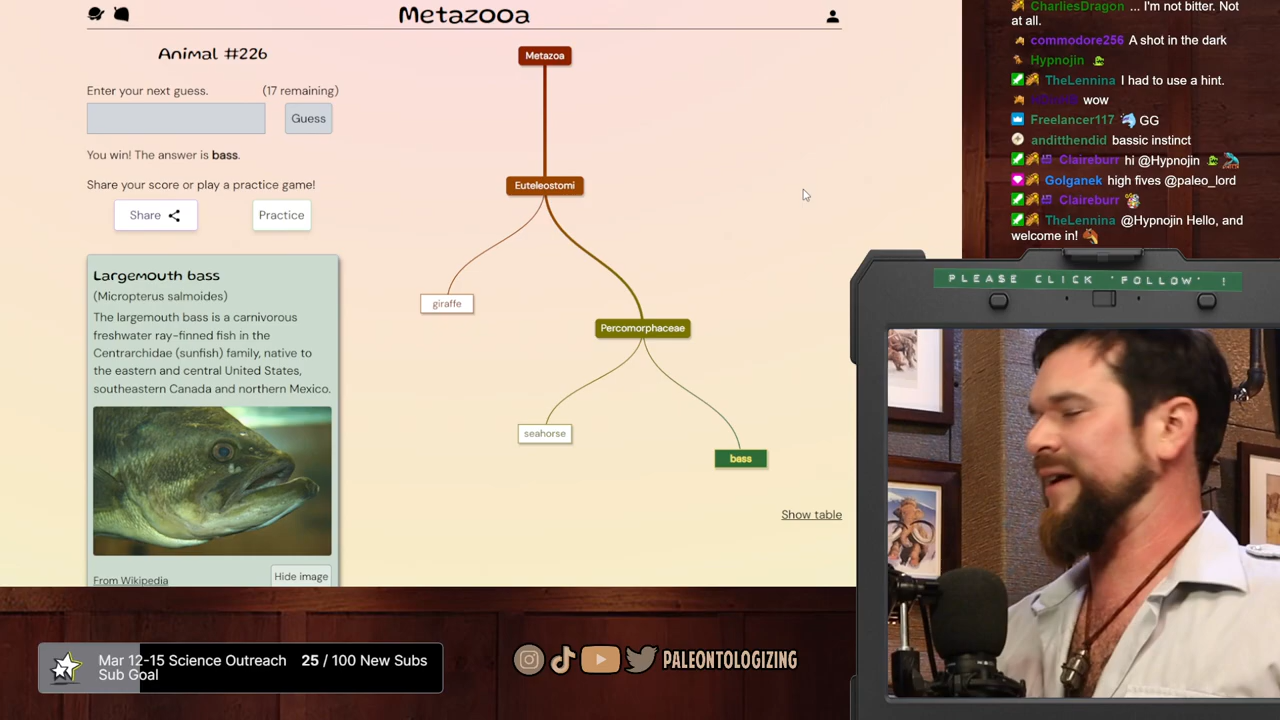 Metazooa
Animal #226
Enter your next guess.
(17 remaining)
Guess
You win! The answer is bass.
Share your score or play a practice game!
Share
Practice
Largemouth bass
(Micropterus salmoides)
The largemouth bass is a carnivorous
freshwater ray-finned fish in the
Centrarchidae (sunfish) family, native to
the eastern and central United States,
southeastern Canada and northern Mexico.
From Wikipedia
Hide image
Metazoa
Euteleostomi
giraffe
Percomorphaceae
seahorse
bass
Show table
CharliesDragon ... I'm not bitter. Not
at all.
commodore256 A shot in the dark
Hypnojin
TheLennina I had to use a hint.
wow
Freelancer117 GG
anditthendid bassic instinct
Claireburr hi @Hypnojin
Golganek high fives @paleo_lord
Claireburr
TheLennina @Hypnojin Hello, and
welcome in!
PLEASE CLICK 'FOLLOW' !
Mar 12-15 Science Outreach
Sub Goal
25 / 100 New Subs
PALEONTOLOGIZING